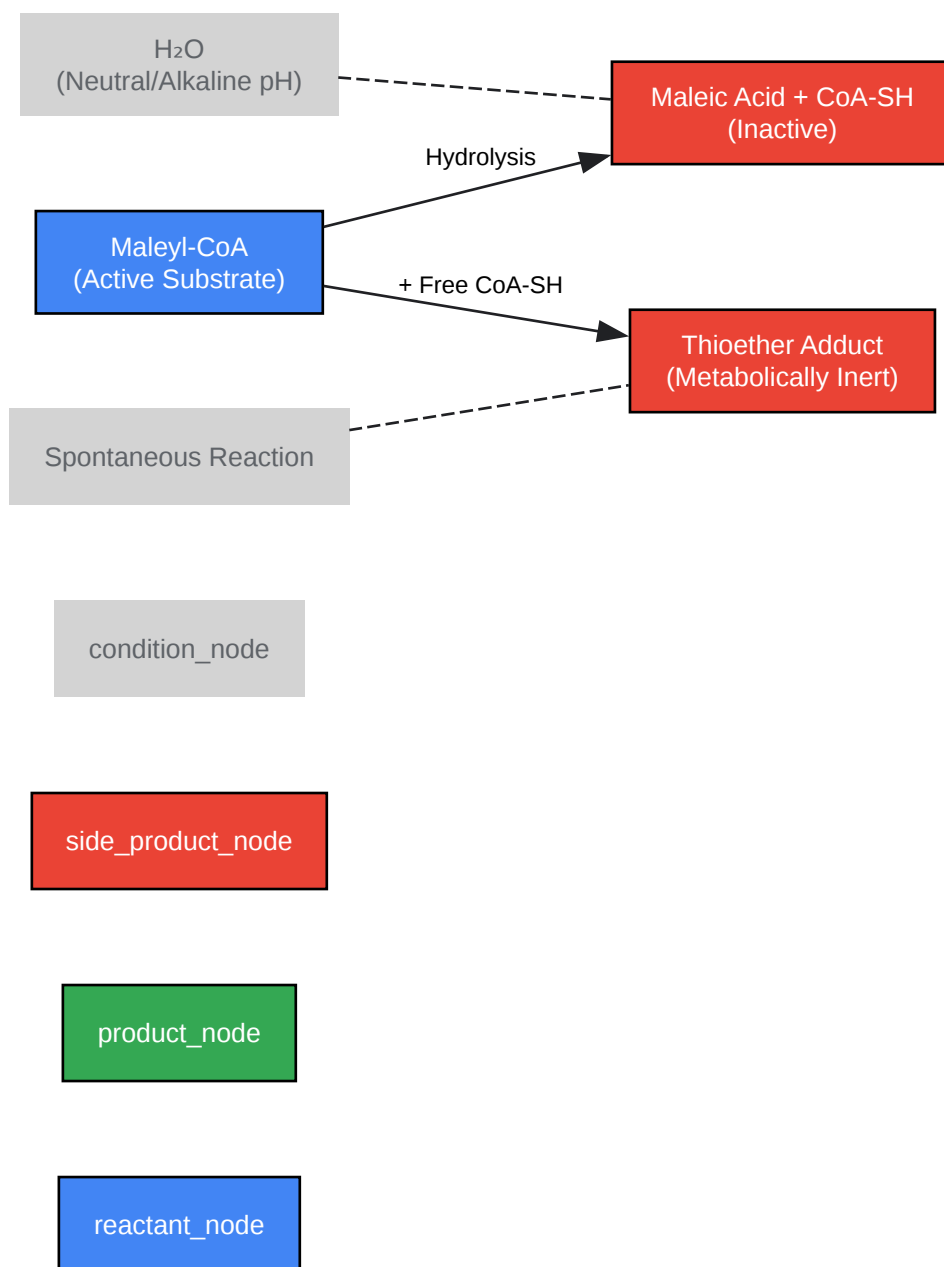 H₂O
(Neutral/Alkaline pH)
Maleic Acid + CoA-SH
(Inactive)
Hydrolysis
Maleyl-CoA
(Active Substrate)
+ Free CoA-SH
Thioether Adduct
(Metabolically Inert)
Spontaneous Reaction
condition_node
side_product_node
product_node
reactant_node